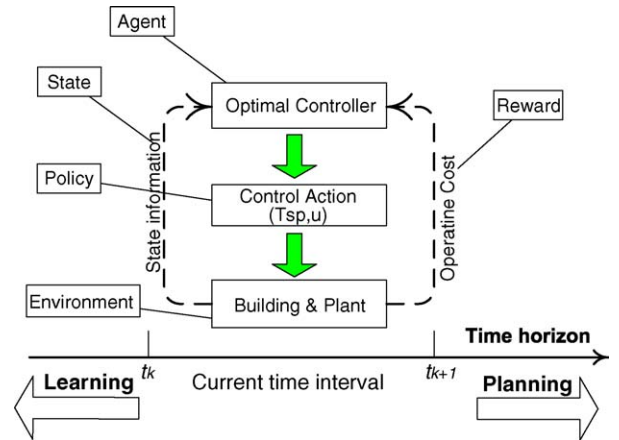 Agent
State
Optimal Controller
Reward
State information
Policy
Control Action
(Tsp,u)
Operatine Cost
Environment
Building & Plant
Time horizon
tk
tk+1
Learning
Current time interval
Planning